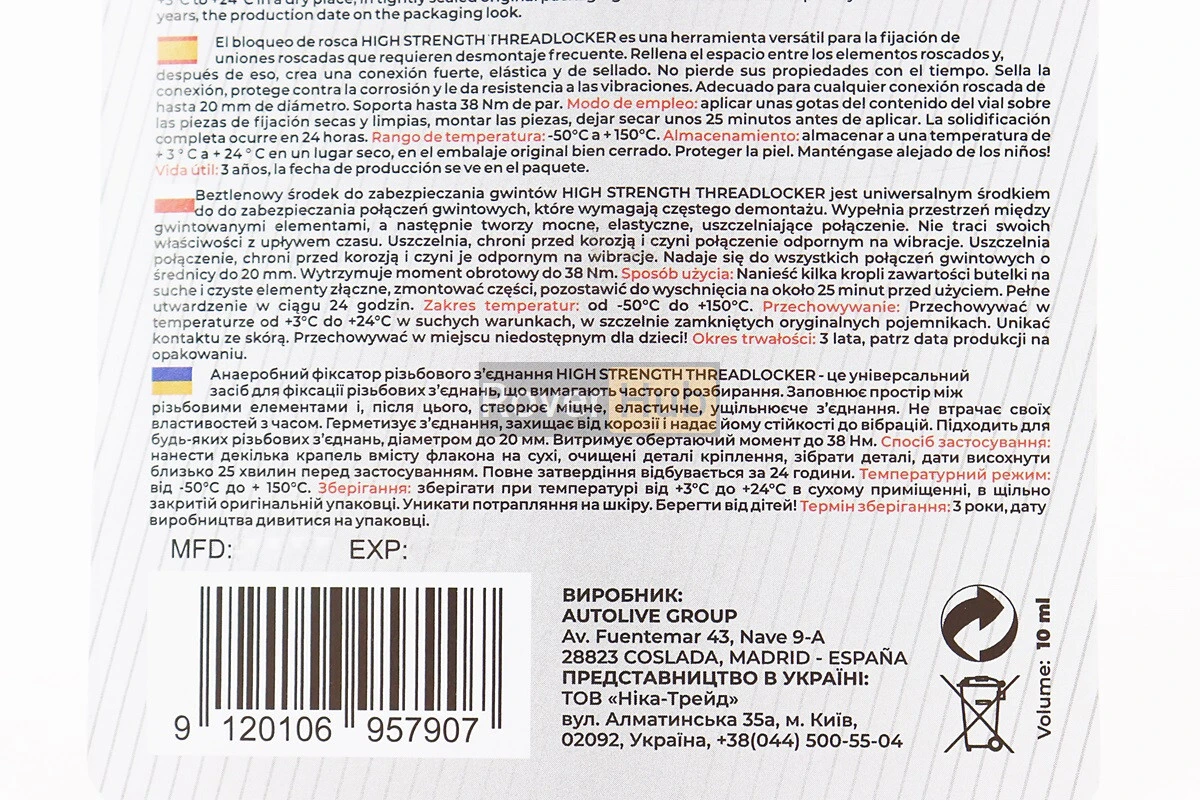 +3°C to +24°C in a dry place, in tightly sealed original
years, the production date on the packaging look.
El bloqueo de rosca HIGH STRENGTH THREADLOCKER es una herramienta versátil para la fijación de
uniones roscadas que requieren desmontaje frecuente. Rellena el espacio entre los elementos roscados y,
después de eso, crea una conexión fuerte, elástica y de sellado. No pierde sus propiedades con el tiempo. Sella la
conexión, protege contra la corrosión y le da resistencia a las vibraciones. Adecuado para cualquier conexión roscada de
hasta 20 mm de diámetro. Soporta hasta 38 Nm de par. Modo de empleo: aplicar unas gotas del contenido del vial sobre
las piezas de fijación secas y limpias, montar las piezas, dejar secar unos 25 minutos antes de aplicar. La solidificación
completa ocurre en 24 horas. Rango de temperatura: -50°C a +150°C. Almacenamiento: almacenar a una temperatura de
+3°C a +24°C en un lugar seco, en el embalaje original bien cerrado. Proteger la piel. Manténgase alejado de los niños!
Vida útil: 3 años, la fecha de producción se ve en el paquete.
Beztlenowy środek do zabezpieczania gwintów HIGH STRENGTH THREADLOCKER jest uniwersalnym środkiem
do do zabezpieczania połączeń gwintowych, które wymagają częstego demontażu. Wypełnia przestrzeń między
gwintowanymi elementami, a następnie tworzy mocne, elastyczne, uszczelniające połączenie. Nie traci swoich
właściwości z upływem czasu. Uszczelnia, chroni przed korozją i czyni połączenie odpornym na wibracje. Uszczelnia
połączenie, chroni przed korozją i czyni je odpornym na wibracje. Nadaje się do wszystkich połączeń gwintowych o
średnicy do 20 mm. Wytrzymuje moment obrotowy do 38 Nm. Sposób użycia: Nanieść kilka kropli zawartości butelki na
suche i czyste elementy złączne, zmontować części, pozostawić do wyschnięcia na około 25 minut przed użyciem. Pełne
utwardzenie w ciągu 24 godzin. Zakres temperatur: od -50°C do +150°C. Przechowywanie: Przechowywać w
temperaturze od +3°C do +24°C w suchych warunkach, w szczelnie zamkniętych oryginalnych pojemnikach. Unikać
kontaktu ze skórą. Przechowywać w miejscu niedostępnym dla dzieci! Okres trwałości: 3 lata, patrz data produkcji na
opakowaniu.
Анаеробний фіксатор різьбового з’єднання HIGH STRENGTH THREADLOCKER - це універсальний
засіб для фіксації різьбових з’єднань, що вимагають частого розбирання. Заповнює простір між
різьбовими елементами і, після цього, створює міцне, еластичне, ущільнююче з’єднання. Не втрачає своїх
властивостей з часом. Герметизує з’єднання, захищає від корозії і надає йому стійкості до вібрацій. Підходить для
будь-яких різьбових з’єднань, діаметром до 20 мм. Витримує обертаючий момент до 38 Нм. Спосіб застосування:
нанести декілька крапель вмісту флакона на сухі, очищені деталі кріплення, зібрати деталі, дати висохнути
близько 25 хвилин перед застосуванням. Повне затвердіння відбувається за 24 години. Температурний режим:
від -50°C до + 150°C. Зберігання: зберігати при температурі від +3°C до +24°C в сухому приміщенні, в щільно
закритій оригінальній упаковці. Уникати потрапляння на шкіру. Берегти від дітей! Термін зберігання: 3 роки, дату
виробництва дивитися на упаковці.
Rover Hub
MFD: EXP:
9 120106 957907
ВИРОБНИК:
AUTOLIVE GROUP
Av. Fuentemar 43, Nave 9-A
28823 COSLADA, MADRID - ESPAÑA
ПРЕДСТАВНИЦТВО В УКРАЇНІ:
ТОВ «Ніка-Трейд»
вул. Алматинська 35а, м. Київ,
02092, Україна, +38(044) 500-55-04
Volume: 10 ml